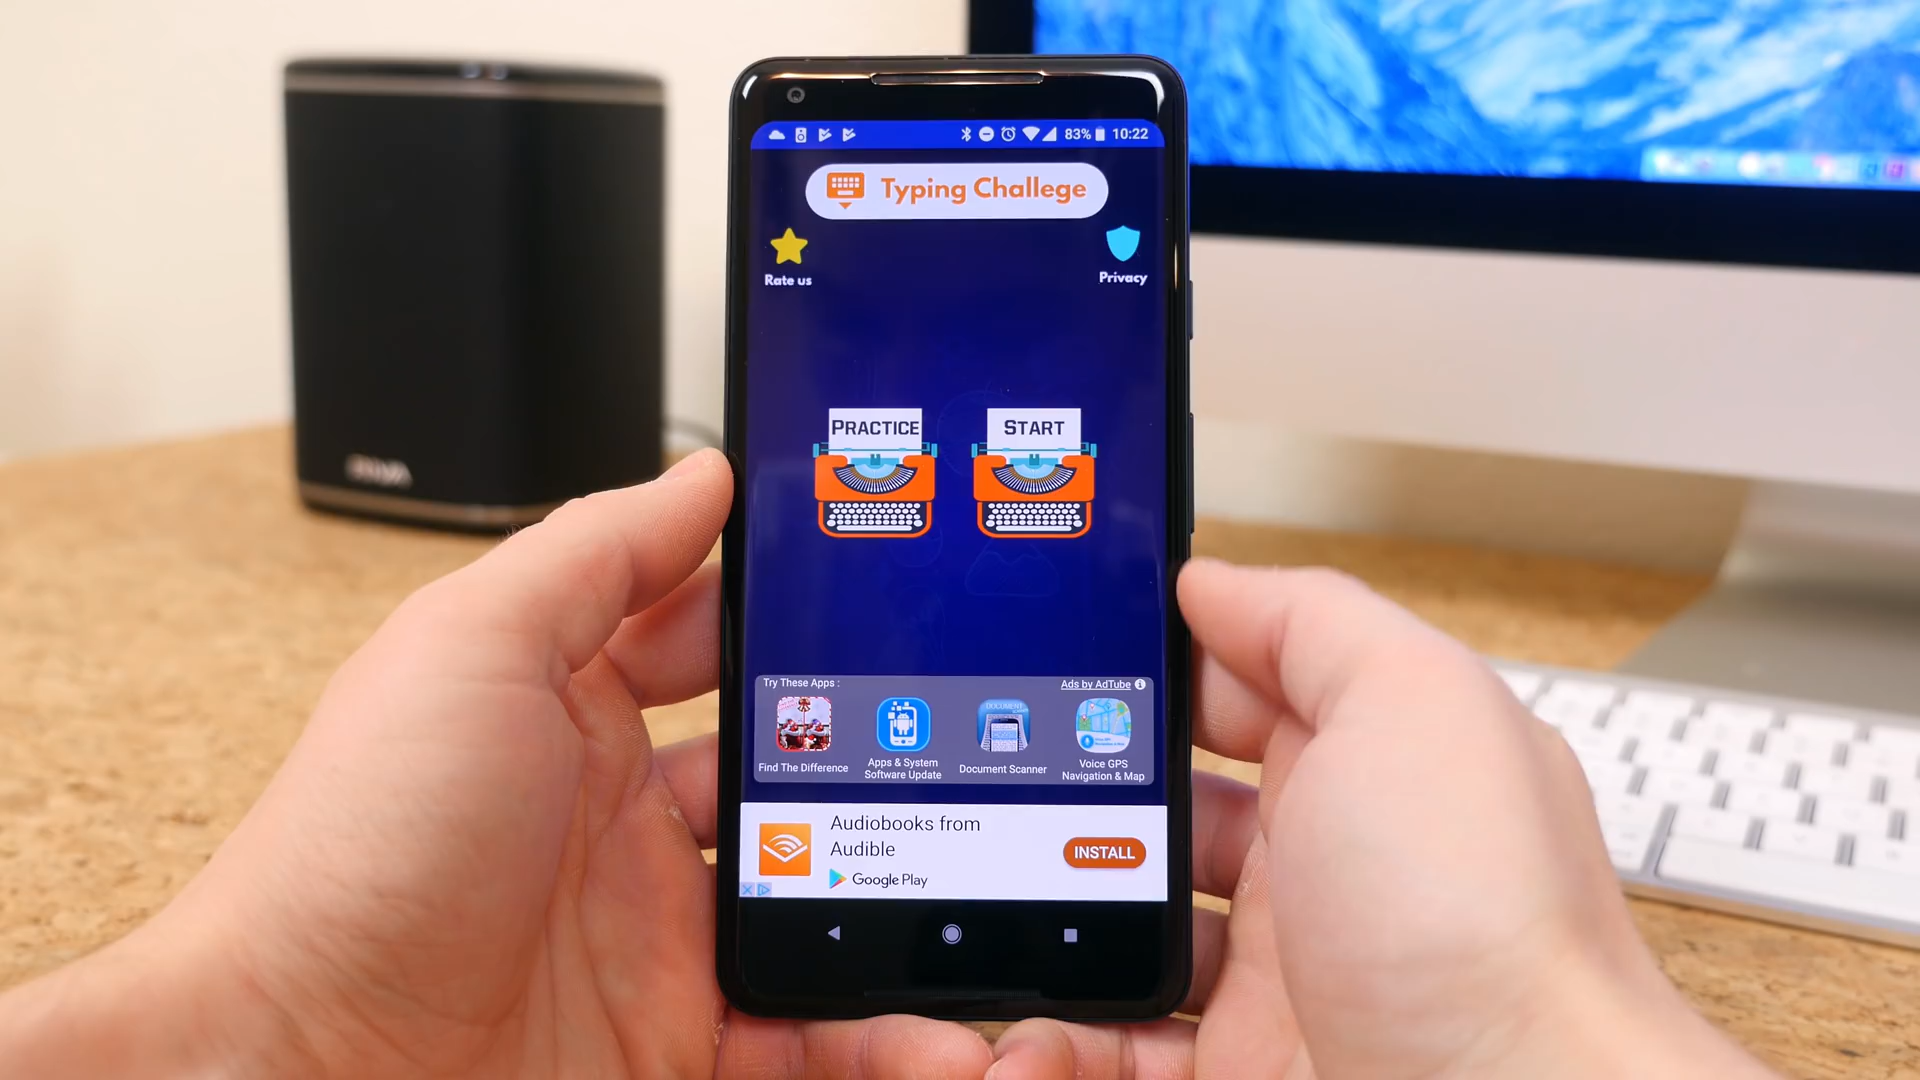 83% 10:22
Typing Challege
Rate us
Privacy
PRACTICE
START
Try These Apps :
Ads by AdTube
DOCUMENT
Find The Difference
Apps & System
Software Update
Document Scanner
Voice GPS
Navigation & Map
Audiobooks from
Audible
INSTALL
Google Play